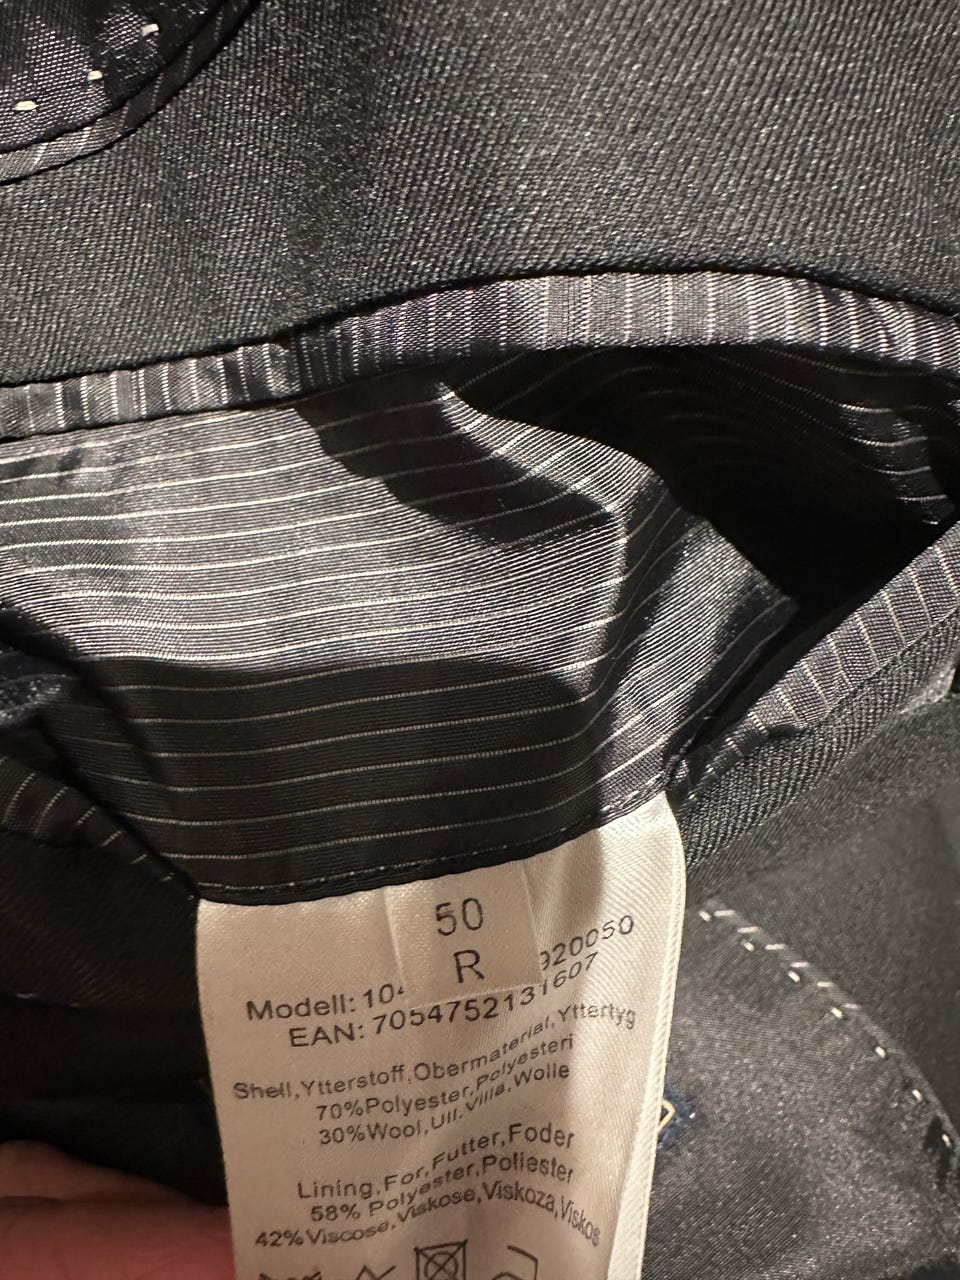 50
R
Modell: 10 920050
EAN: 7054752131607
Shell,Ytterstoff,Obermaterial,Yttertyg
70%Polyester,Polyesteri
30%Wool,Ull,Villa,Wolle
Lining,For,Futter,Foder
58% Polyester,Poliester
42%Viscose,Viskose,Viskoza,Viskos